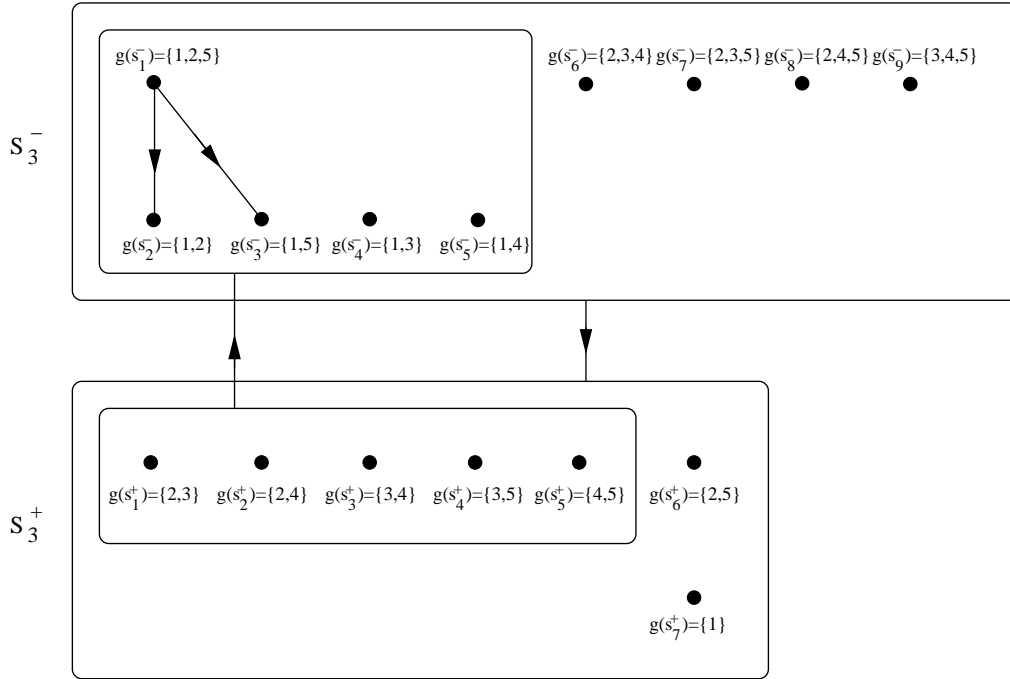 g(s₁⁻)={1,2,5}
g(s₆⁻)={2,3,4} g(s₇⁻)={2,3,5} g(s₈⁻)={2,4,5} g(s₉⁻)={3,4,5}
S₃⁻
g(s₂⁻)={1,2} g(s₃⁻)={1,5} g(s₄⁻)={1,3} g(s₅⁻)={1,4}
g(s₁⁺)={2,3} g(s₂⁺)={2,4} g(s₃⁺)={3,4} g(s₄⁺)={3,5} g(s₅⁺)={4,5} g(s₆⁺)={2,5}
S₃⁺
g(s₇⁺)={1}